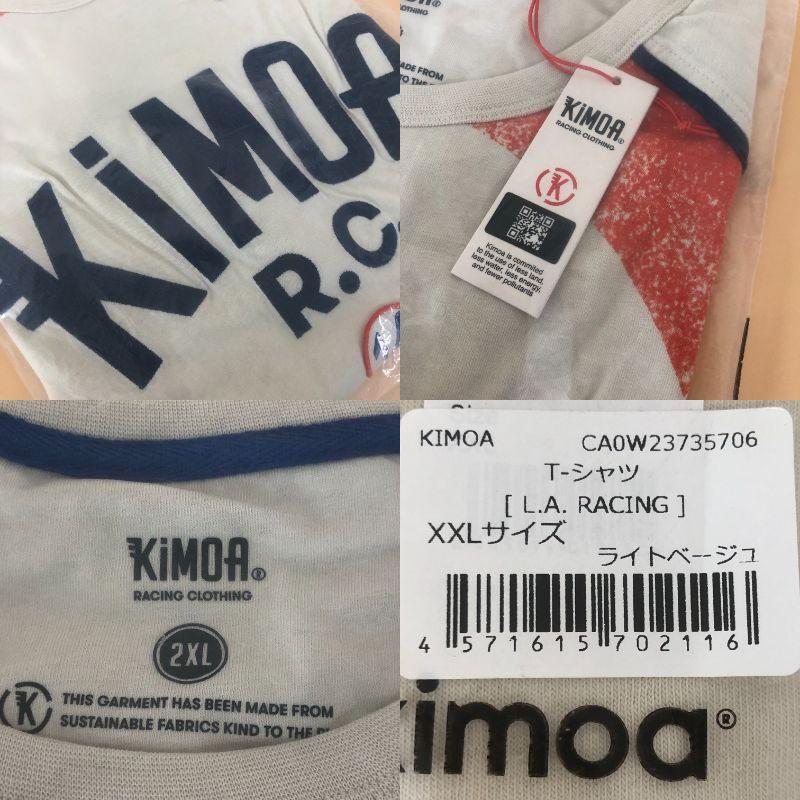 KiMOA
R.C.
MADE FROM
KiMOA®
RACING CLOTHING
K
Kimoa is commited
to the use of less land,
less water, less energy,
and fewer pollutants
KiMOA®
RACING CLOTHING
2XL
K
THIS GARMENT HAS BEEN MADE FROM
SUSTAINABLE FABRICS KIND TO THE
KIMOA CA0W23735706
T-シャツ
[ L.A. RACING ]
XXLサイズ
ライトベージュ
4 571615 702116
kimoa®